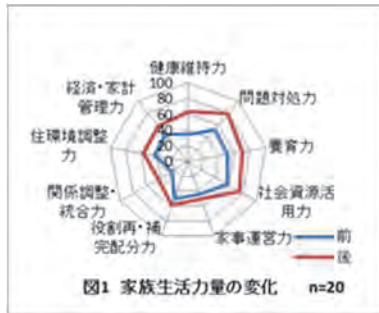 健康維持力
100
80
60
40
20
0
問題対処力
養育力
社会資源活
用力
家事運営力
役割再・補
完配分力
関係調整・
統合力
住環境調整
力
経済・家計
管理力
前
後
図1 家族生活力量の変化 n=20